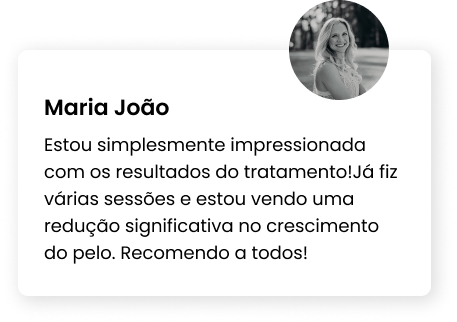 Maria João
Estou simplesmente impressionada
com os resultados do tratamento!Já fiz
várias sessões e estou vendo uma
redução significativa no crescimento
do pelo. Recomendo a todos!